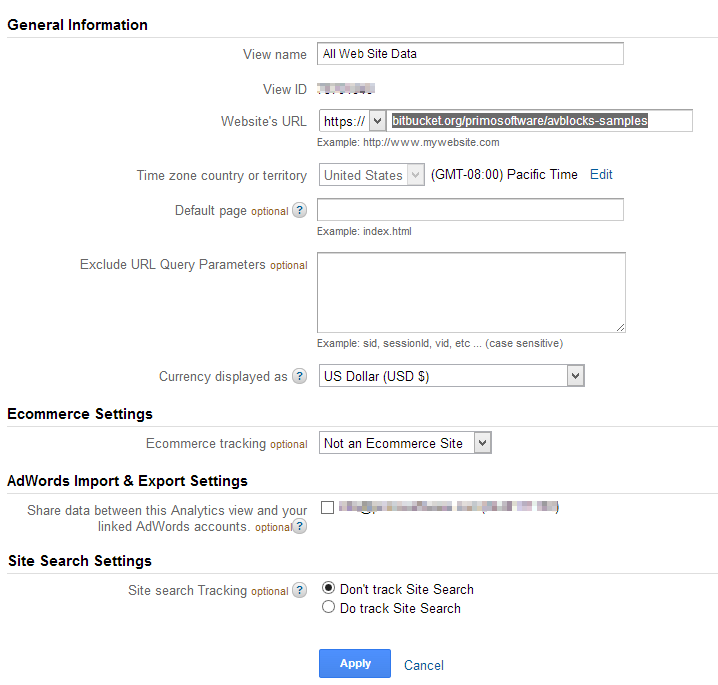 General Information
View name All Web Site Data
View ID
Website's URL https:// bitbucket.org/primosoftware/avblocks-samples
Example: http://www.mywebsite.com
Time zone country or territory United States (GMT-08:00) Pacific Time Edit
Default page optional ?
Example: index.html
Exclude URL Query Parameters optional
Example: sid, sessionId, vid, etc ... (case sensitive)
Currency displayed as ? US Dollar (USD $)
Ecommerce Settings
Ecommerce tracking optional Not an Ecommerce Site
AdWords Import & Export Settings
Share data between this Analytics view and your
linked AdWords accounts. optional ?
Site Search Settings
Site search Tracking optional ? Don't track Site Search
Do track Site Search
Apply Cancel